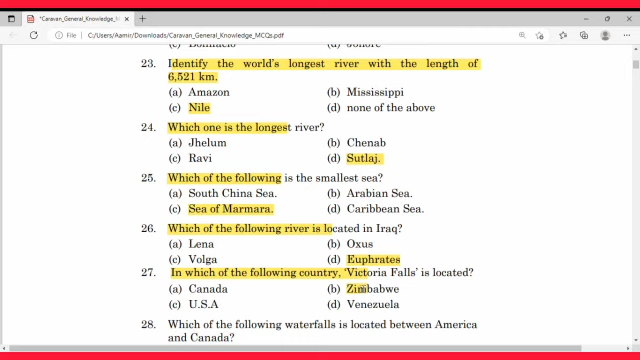 *Caravan_General_Knowledge_MCQs
File
C:/Users/Aamir/Downloads/Caravan_General_Knowledge_MCQs.pdf
(c) Bonifacio (d) Johore
23. Identify the world's longest river with the length of
6,521 km.
(a) Amazon (b) Mississippi
(c) Nile (d) none of the above
24. Which one is the longest river?
(a) Jhelum (b) Chenab
(c) Ravi (d) Sutlaj.
25. Which of the following is the smallest sea?
(a) South China Sea. (b) Arabian Sea.
(c) Sea of Marmara. (d) Caribbean Sea.
26. Which of the following river is located in Iraq?
(a) Lena (b) Oxus
(c) Volga (d) Euphrates
27. In which of the following country, 'Victoria Falls' is located?
(a) Canada (b) Zimbabwe
(c) U.S.A (d) Venezuela
28. Which of the following waterfalls is located between America
and Canada?